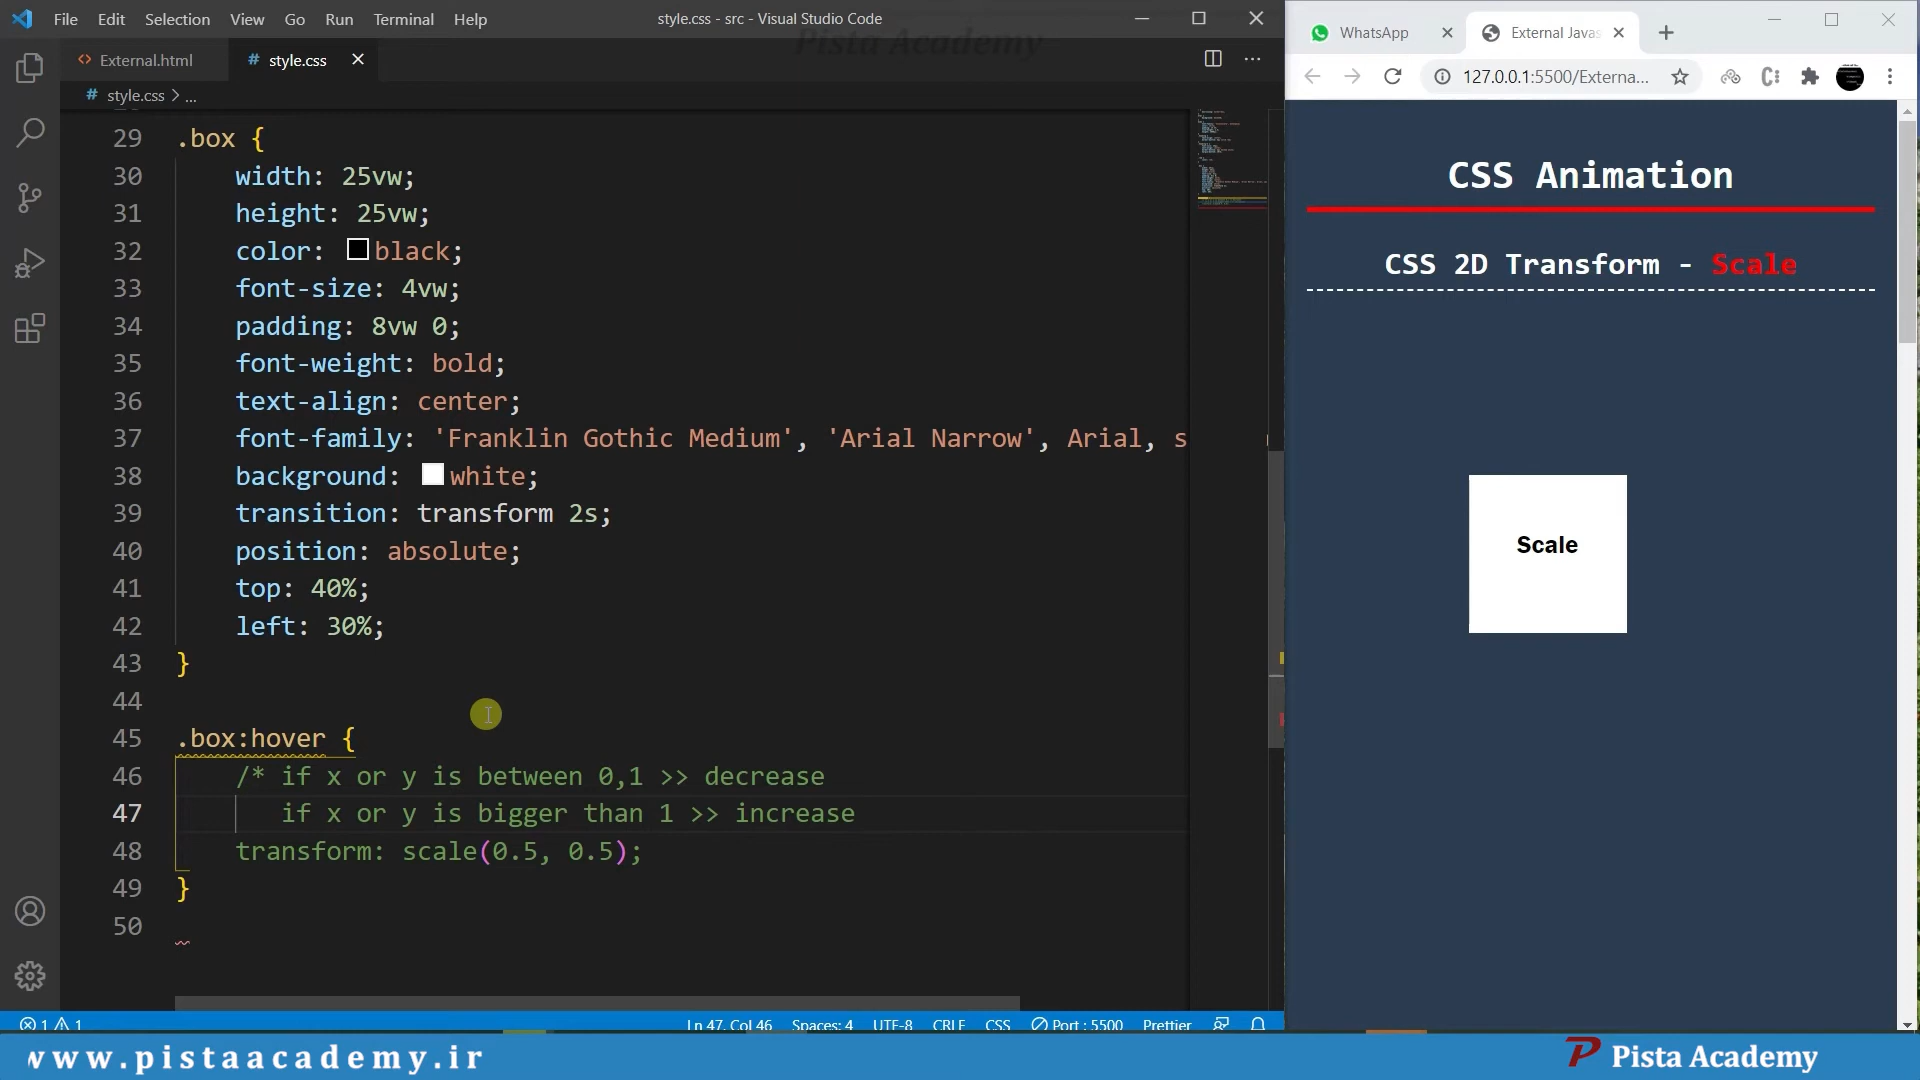 File Edit Selection View Go Run Terminal Help
style.css - src - Visual Studio Code
Pista Academy
<> External.html
# style.css
# style.css > ...
29 .box {
30 width: 25vw;
31 height: 25vw;
32 color: black;
33 font-size: 4vw;
34 padding: 8vw 0;
35 font-weight: bold;
36 text-align: center;
37 font-family: 'Franklin Gothic Medium', 'Arial Narrow', Arial, s
38 background: white;
39 transition: transform 2s;
40 position: absolute;
41 top: 40%;
42 left: 30%;
43 }
44
45 .box:hover {
46 /* if x or y is between 0,1 >> decrease
47 if x or y is bigger than 1 >> increase
48 transform: scale(0.5, 0.5);
49 }
50
1 1 Ln 47, Col 46 Spaces: 4 UTF-8 CRLF CSS Port : 5500 Prettier
WhatsApp
External Javas
127.0.0.1:5500/Externa...
CSS Animation
CSS 2D Transform - Scale
Scale
www.pistaacademy.ir
Pista Academy